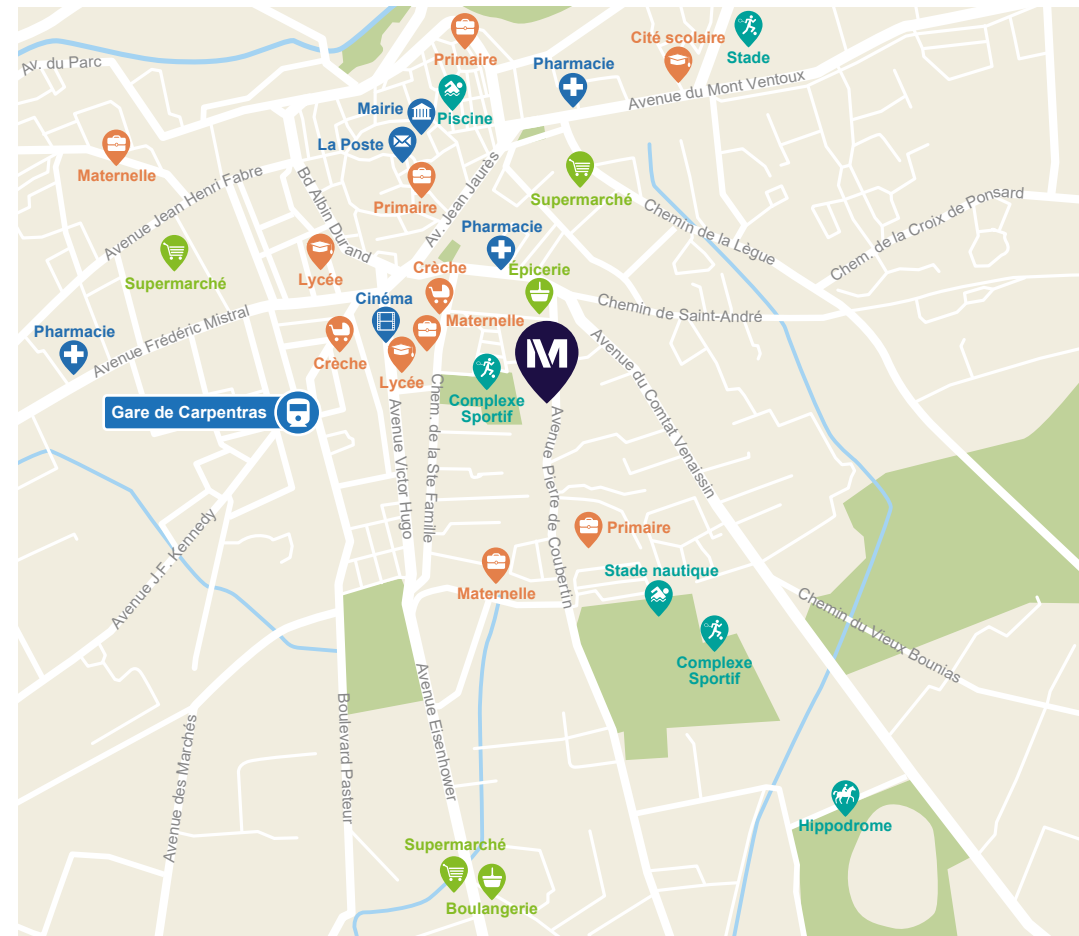 Primaire
Cité scolaire
Stade
Av. du Parc
Pharmacie
Avenue du Mont Ventoux
Mairie
Piscine
La Poste
Maternelle
Avenue Jean Henri Fabre
Bd Albin Durand
Primaire
Av. Jean Jaurès
Supermarché
Chemin de la Lègue
Chem. de la Croix de Ponsard
Pharmacie
Supermarché
Lycée
Crèche
Épicerie
Cinéma
Maternelle
Chemin de Saint-André
Pharmacie
Avenue Frédéric Mistral
Crèche
Lycée
M
Complexe
Sportif
Gare de Carpentras
Avenue Victor Hugo
Chem. de la Ste Famille
Avenue Pierre de Coubertin
Avenue du Comtat Venaissin
Avenue J.F. Kennedy
Primaire
Maternelle
Stade nautique
Complexe
Sportif
Chemin du Vieux Bounias
Avenue des Marchés
Boulevard Pasteur
Avenue Eisenhower
Hippodrome
Supermarché
Boulangerie